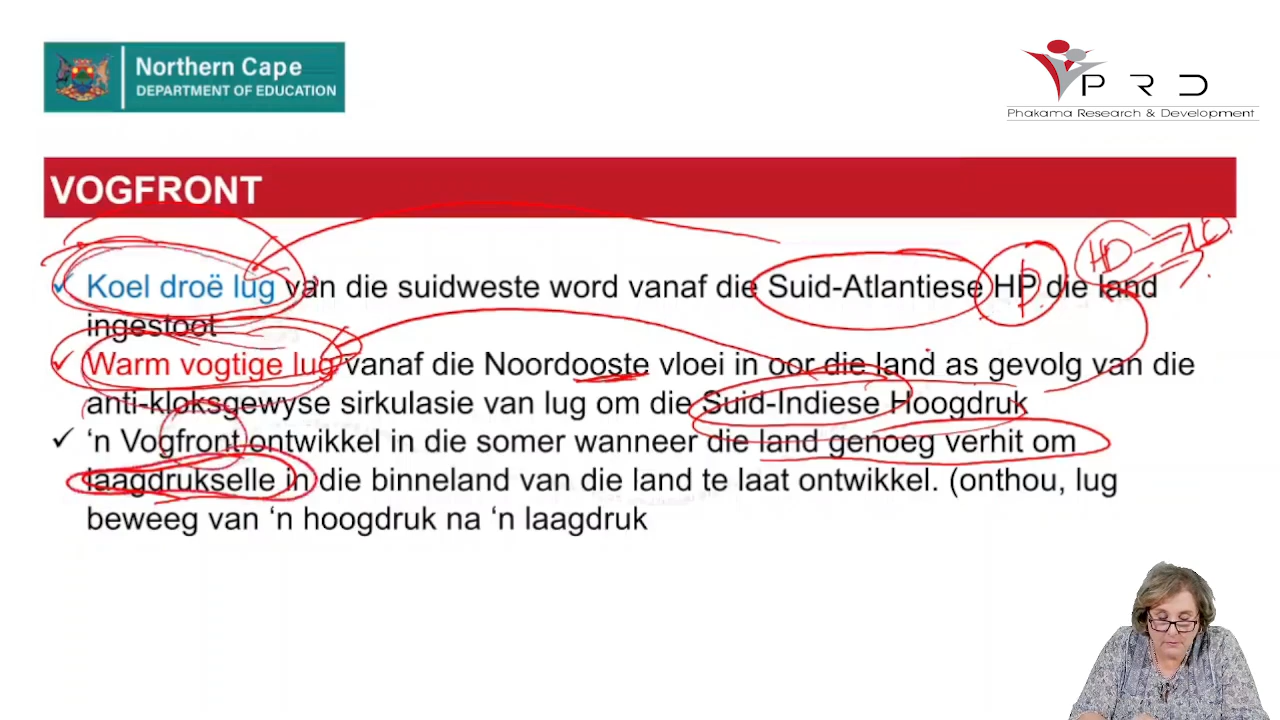 Northern Cape
DEPARTMENT OF EDUCATION
PRD
Phakama Research & Development
VOGFRONT
✓ Koel droë lug van die suidweste word vanaf die Suid-Atlantiese HP die land
ingestoot
✓ Warm vogtige lug vanaf die Noordooste vloei in oor die land as gevolg van die
anti-kloksgewyse sirkulasie van lug om die Suid-Indiese Hoogdruk
✓ ‘n Vogfront ontwikkel in die somer wanneer die land genoeg verhit om
laagdrukselle in die binneland van die land te laat ontwikkel. (onthou, lug
beweeg van ‘n hoogdruk na ‘n laagdruk
HD